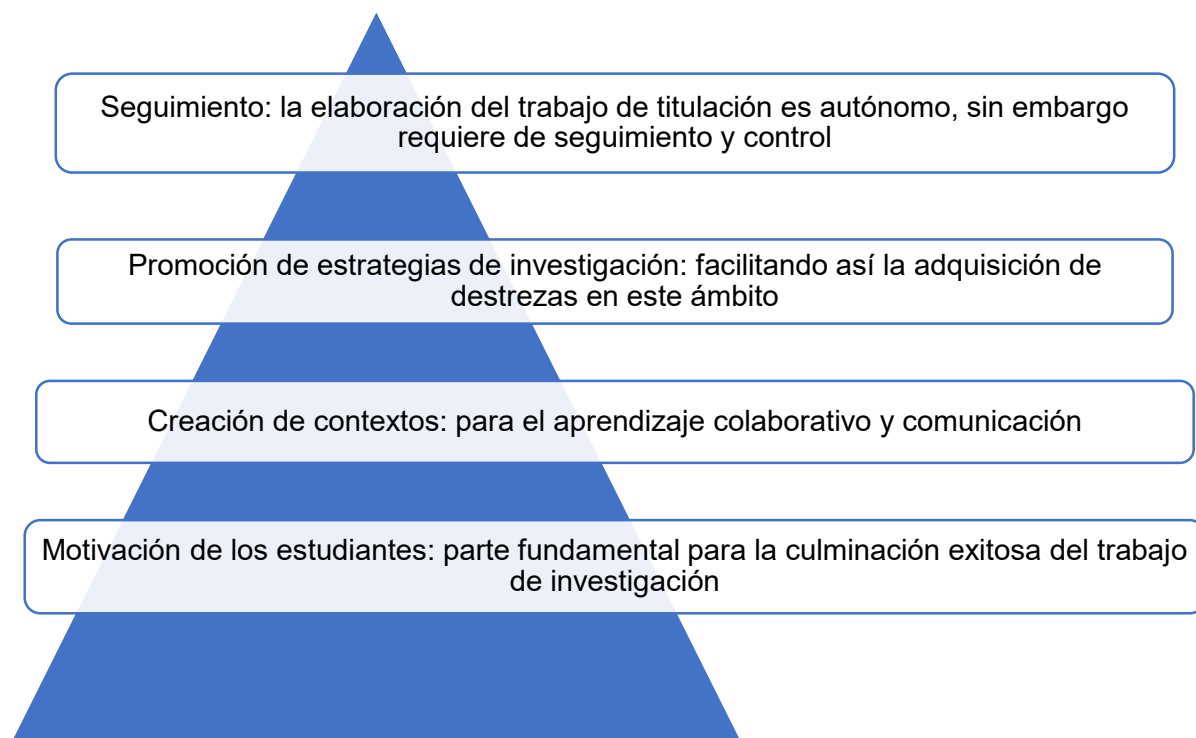 Seguimiento: la elaboración del trabajo de titulación es autónomo, sin embargo
requiere de seguimiento y control
Promoción de estrategias de investigación: facilitando así la adquisición de
destrezas en este ámbito
Creación de contextos: para el aprendizaje colaborativo y comunicación
Motivación de los estudiantes: parte fundamental para la culminación exitosa del trabajo
de investigación